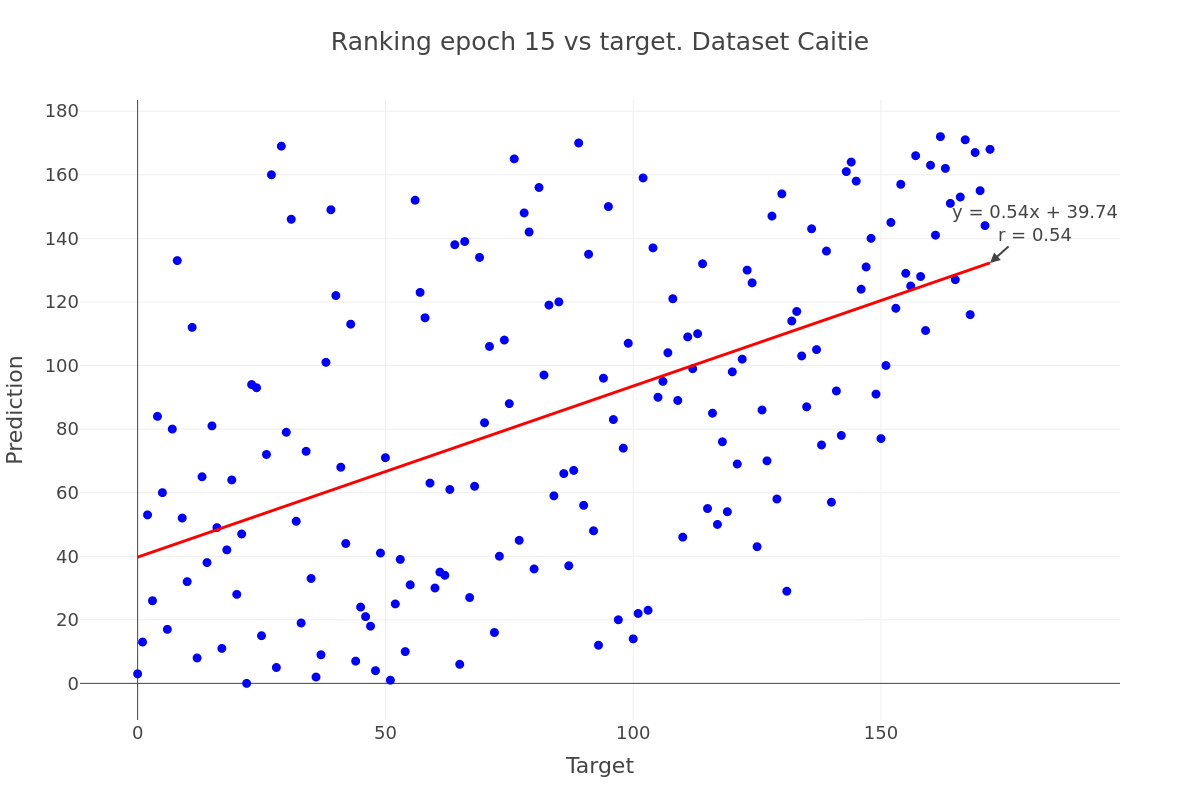 Ranking epoch 15 vs target. Dataset Caitie
180
160
140
120
100
80
60
40
20
0
Prediction
y = 0.54x + 39.74
r = 0.54
0
50
100
150
Target